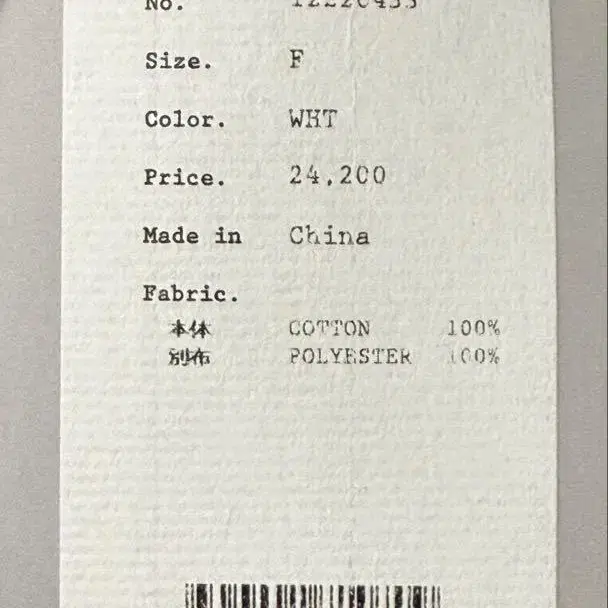 No.
Size. F
Color. WHT
Price. 24,200
Made in China
Fabric.
本体 COTTON 100%
別布 POLYESTER 100%